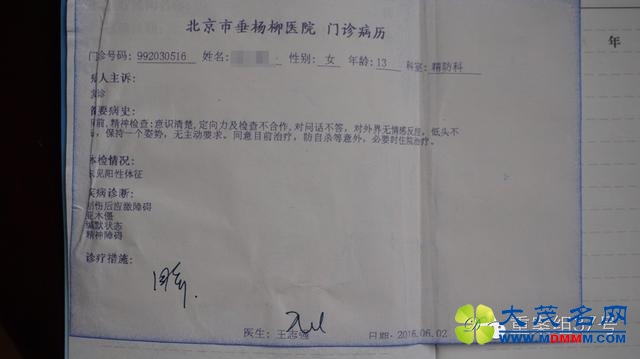 北京市垂杨柳医院 门诊病历
年
门诊号码: 992030516 姓名: 性别: 女 年龄: 13 科室: 精防科
病人主诉:
复诊
简要病史:
目前,精神检查:意识清楚,定向力及检查不合作,对问话不答,对外界无情感反应,低头不
语,保持一个姿势,无主动要求。同意目前治疗,防自杀等意外,必要时住院治疗。
体检情况:
未见阳性体征
疾病诊断:
创伤后应激障碍
亚木僵
缄默状态
精神障碍
诊疗措施:
医生: 王志强 日期: 2016.06.02
大茂名网
WWW.MDMMM.COM